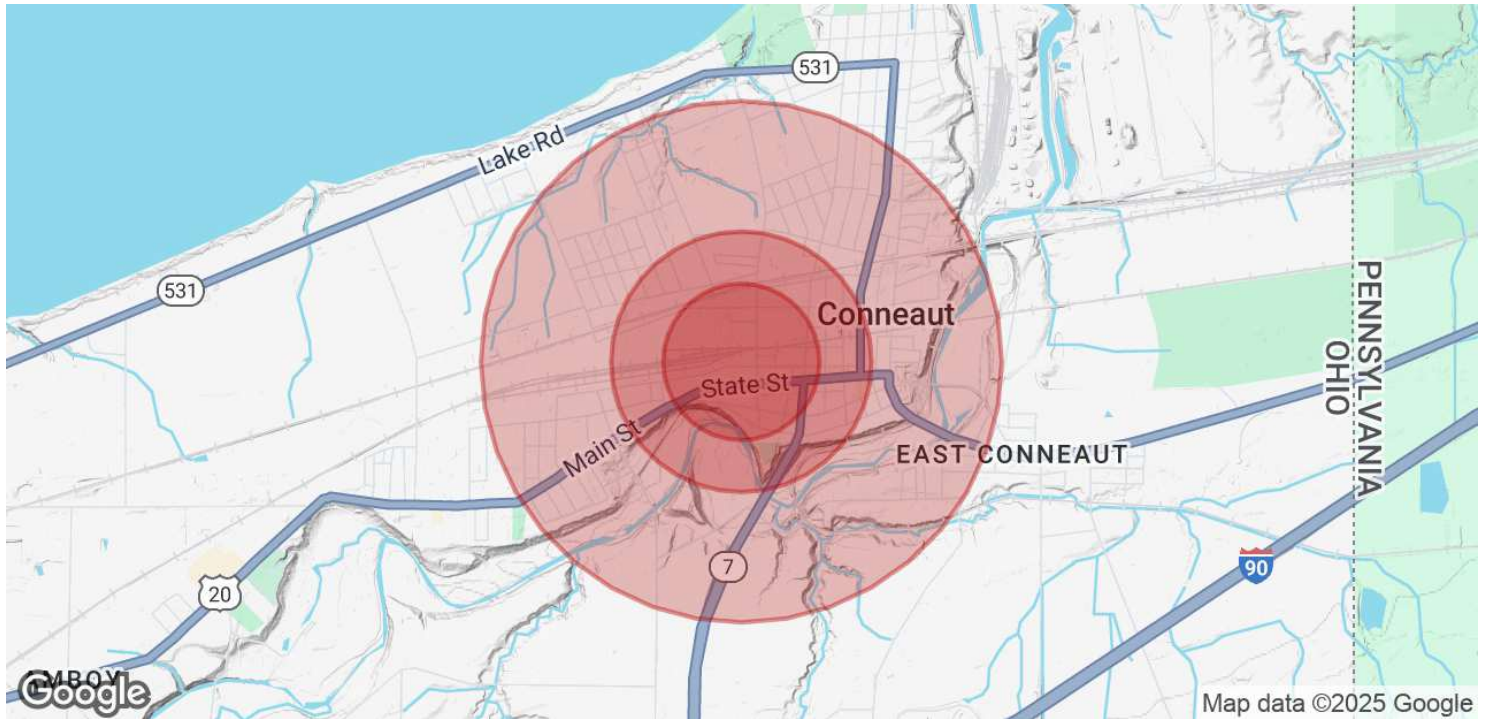 531
Lake Rd
531
PENNSYLVANIA
OHIO
Conneaut
State St
Main St
EAST CONNEAUT
7
90
20
AMBOY
Google
Map data ©2025 Google